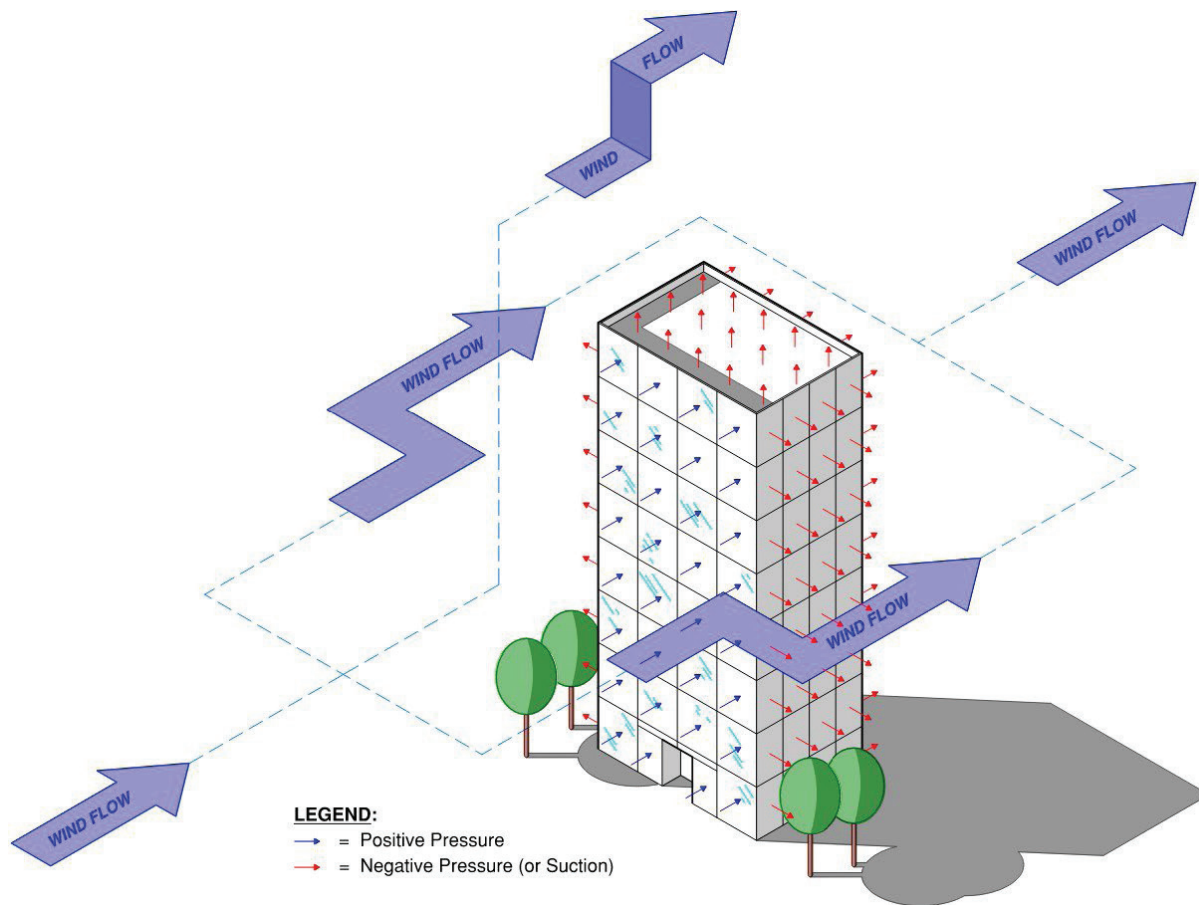 FLOW
WIND
WIND FLOW
WIND FLOW
WIND FLOW
WIND FLOW
LEGEND:
= Positive Pressure
= Negative Pressure (or Suction)